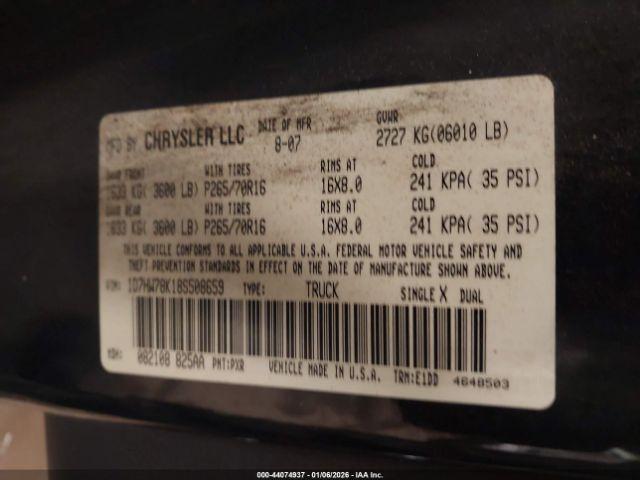 MFD BY CHRYSLER LLC DATE OF MFR 8-07 GVWR 2727 KG(06010 LB)
GAWR FRONT WITH TIRES RIMS AT COLD
1633 KG( 3600 LB) P265/70R16 16X8.0 241 KPA( 35 PSI)
GAWR REAR WITH TIRES RIMS AT COLD
1633 KG( 3600 LB) P265/70R16 16X8.0 241 KPA( 35 PSI)
THIS VEHICLE CONFORMS TO ALL APPLICABLE U.S.A. FEDERAL MOTOR VEHICLE SAFETY AND
THEFT PREVENTION STANDARDS IN EFFECT ON THE DATE OF MANUFACTURE SHOWN ABOVE.
VIN: 1D7HW78K18S508659 TYPE: TRUCK SINGLE X DUAL
MDH: 082108 825AA PNT:PXR VEHICLE MADE IN U.S.A. TRM:E1DD 4648503
000-44074937 - 01/06/2026 - IAA Inc.